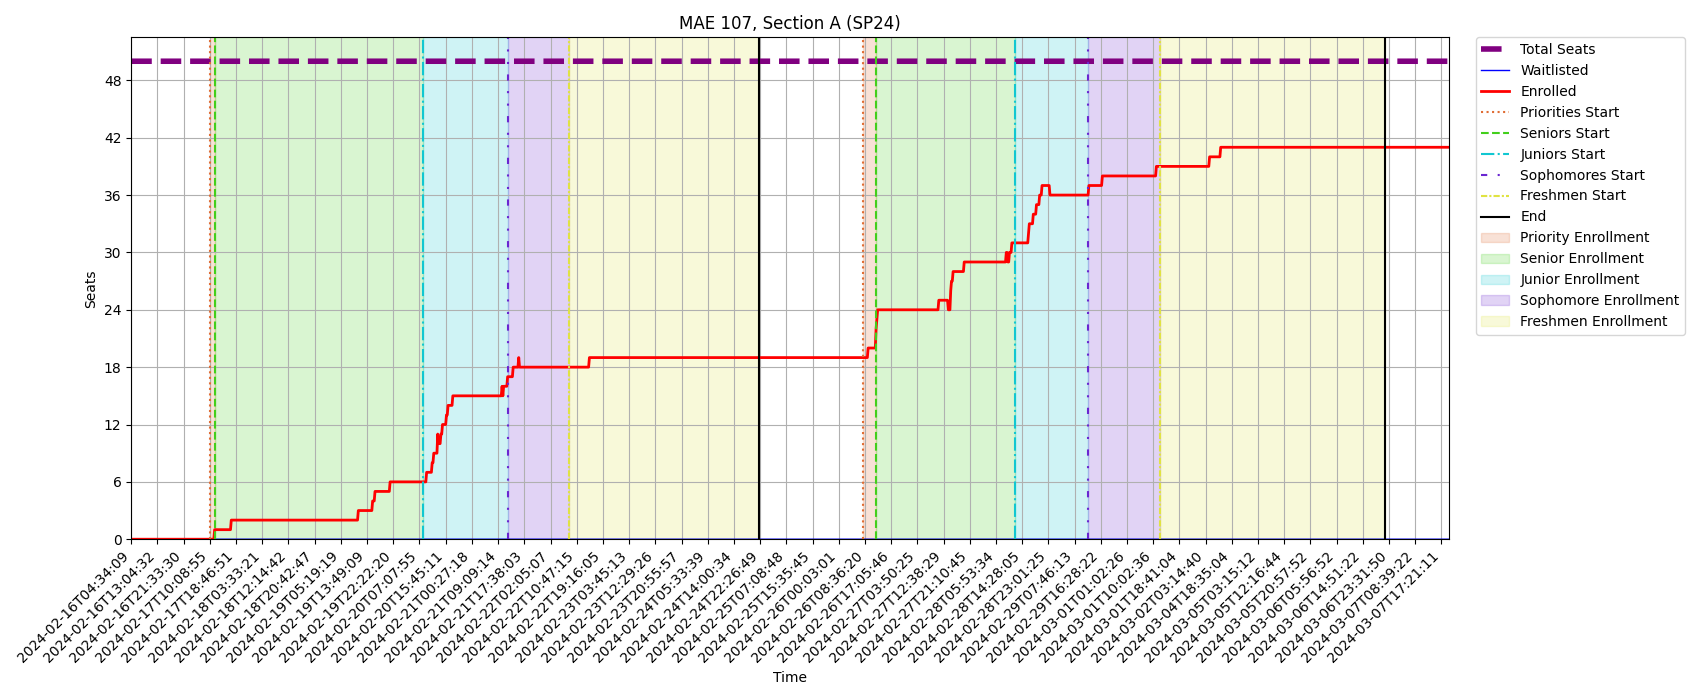 MAE 107, Section A (SP24)
Total Seats
Waitlisted
Enrolled
Priorities Start
Seniors Start
Juniors Start
Sophomores Start
Freshmen Start
End
Priority Enrollment
Senior Enrollment
Junior Enrollment
Sophomore Enrollment
Freshmen Enrollment
Seats
48
42
36
30
24
18
12
6
0
2024-02-16T04:34:09
2024-02-16T13:04:32
2024-02-16T21:33:30
2024-02-17T10:08:55
2024-02-17T18:46:51
2024-02-18T03:33:21
2024-02-18T12:14:42
2024-02-18T20:42:47
2024-02-19T05:19:19
2024-02-19T13:49:09
2024-02-19T22:22:20
2024-02-20T07:07:55
2024-02-20T15:45:11
2024-02-21T00:27:18
2024-02-21T09:09:14
2024-02-21T17:38:03
2024-02-22T02:05:07
2024-02-22T10:47:15
2024-02-22T19:16:05
2024-02-23T03:45:13
2024-02-23T12:29:26
2024-02-23T20:55:57
2024-02-24T05:33:39
2024-02-24T14:00:34
2024-02-24T22:26:49
2024-02-25T07:08:48
2024-02-25T15:35:45
2024-02-26T00:03:01
2024-02-26T08:36:20
2024-02-26T17:05:46
2024-02-27T03:50:25
2024-02-27T12:38:29
2024-02-27T21:10:45
2024-02-28T05:53:34
2024-02-28T14:28:05
2024-02-28T23:01:25
2024-02-29T07:46:13
2024-02-29T16:28:22
2024-03-01T01:02:26
2024-03-01T10:02:36
2024-03-01T18:41:04
2024-03-02T03:14:40
2024-03-04T18:35:04
2024-03-05T03:15:12
2024-03-05T12:16:44
2024-03-05T20:57:52
2024-03-06T05:56:52
2024-03-06T14:51:22
2024-03-06T23:31:50
2024-03-07T08:39:22
2024-03-07T17:21:11
Time